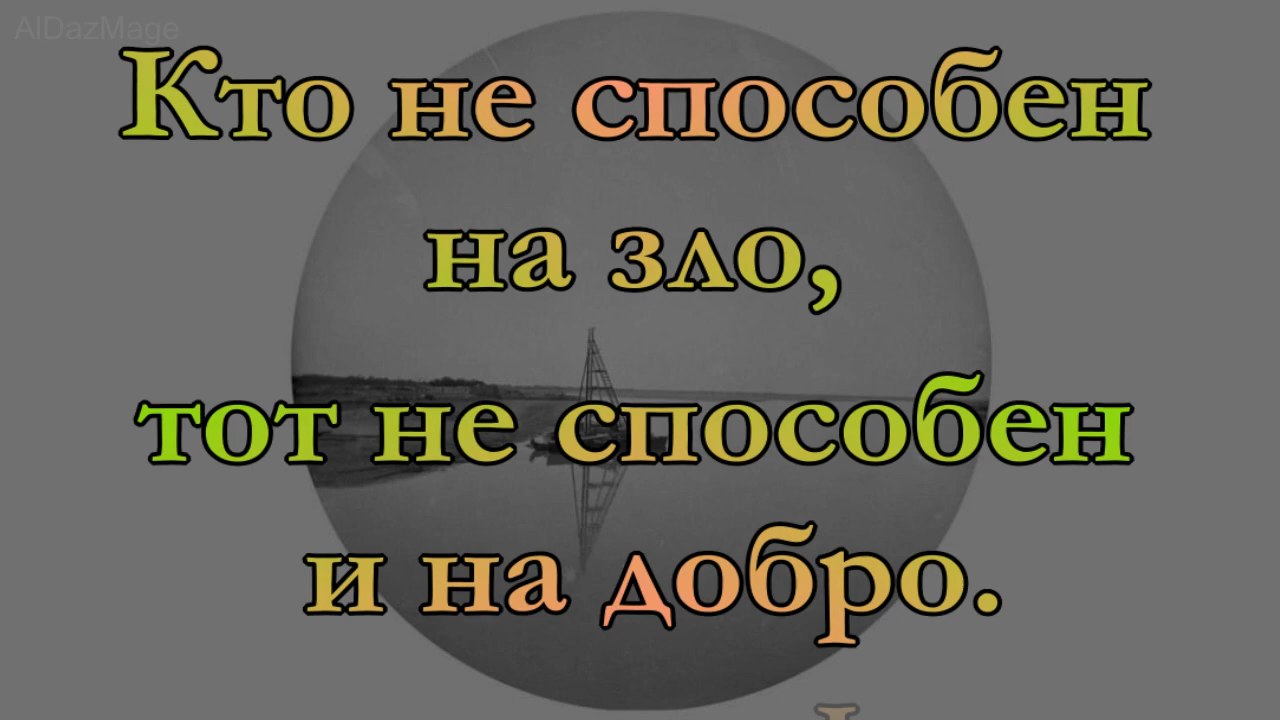 AlDazMage
Кто не способен
на зло,
тот не способен
и на добро.